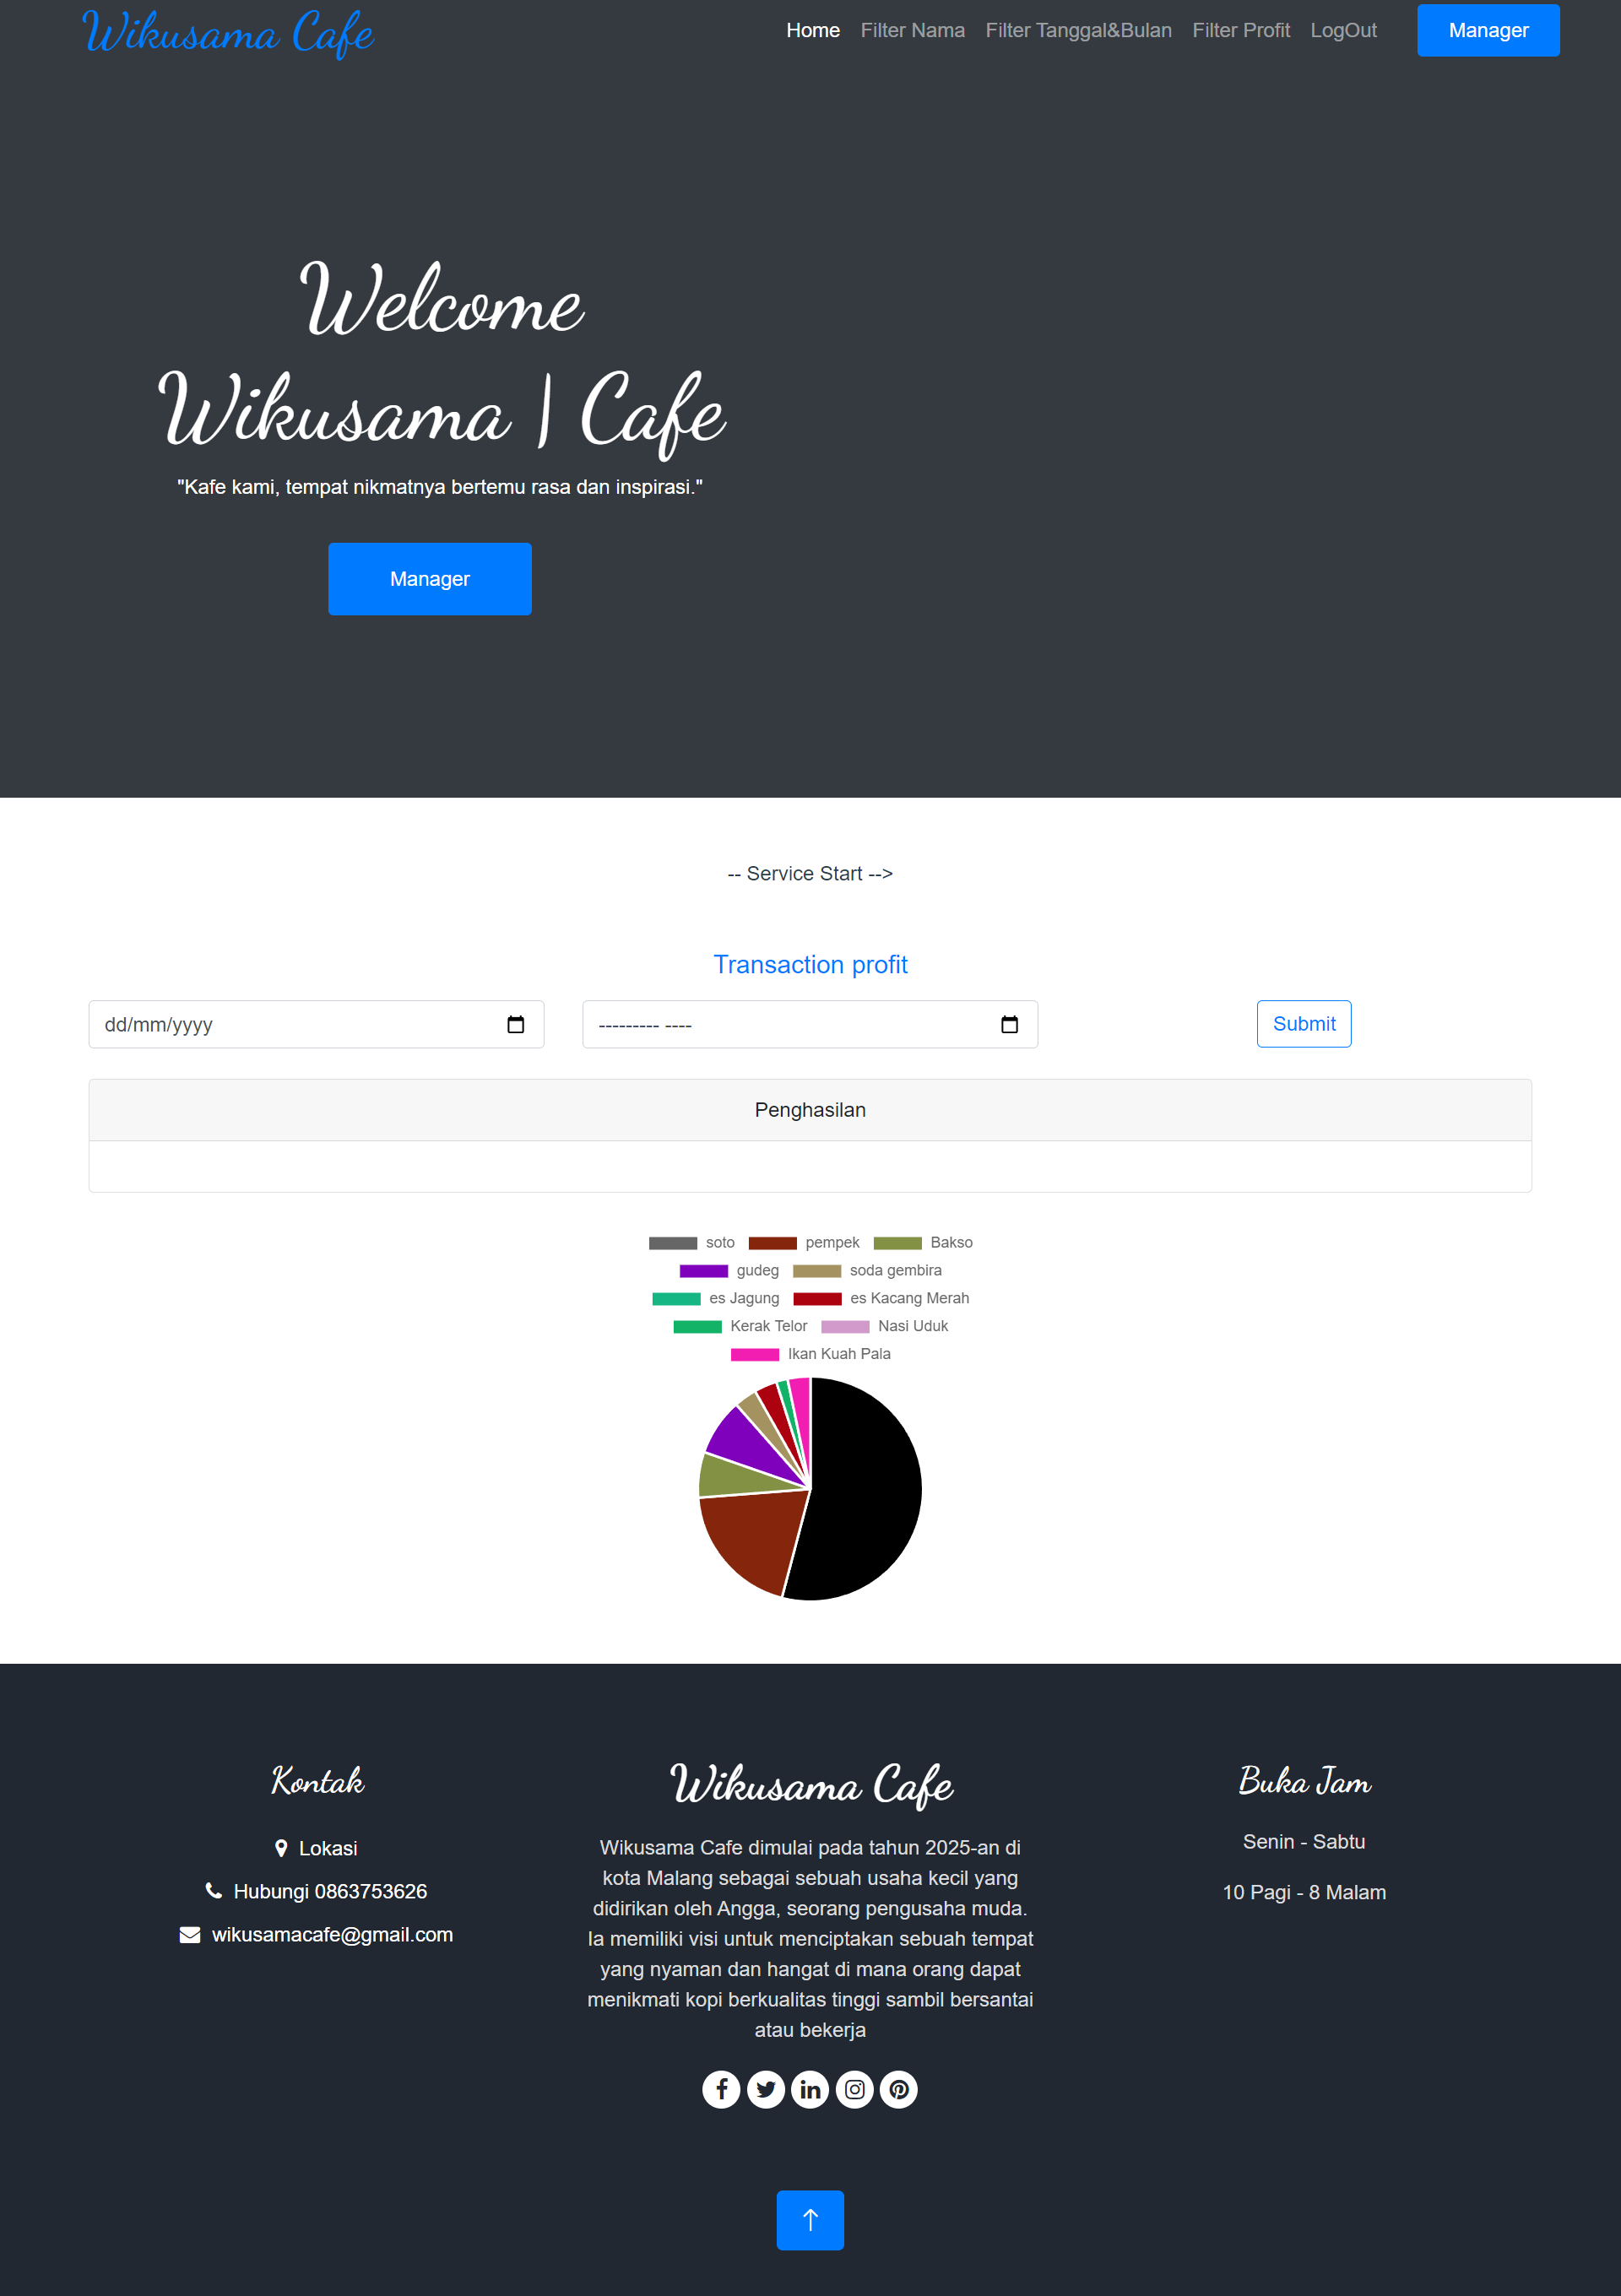 Wikusama Cafe
Home Filter Nama Filter Tanggal&Bulan Filter Profit LogOut Manager
Welcome
Wikusama | Cafe
"Kafe kami, tempat nikmatnya bertemu rasa dan inspirasi."
Manager
-- Service Start -->
Transaction profit
dd/mm/yyyy --------- ---- Submit
Penghasilan
soto pempek Bakso
gudeg soda gembira
es Jagung es Kacang Merah
Kerak Telor Nasi Uduk
Ikan Kuah Pala
Kontak
Lokasi
Hubungi 0863753626
wikusamacafe@gmail.com
Wikusama Cafe
Wikusama Cafe dimulai pada tahun 2025-an di
kota Malang sebagai sebuah usaha kecil yang
didirikan oleh Angga, seorang pengusaha muda.
Ia memiliki visi untuk menciptakan sebuah tempat
yang nyaman dan hangat di mana orang dapat
menikmati kopi berkualitas tinggi sambil bersantai
atau bekerja
Buka Jam
Senin - Sabtu
10 Pagi - 8 Malam